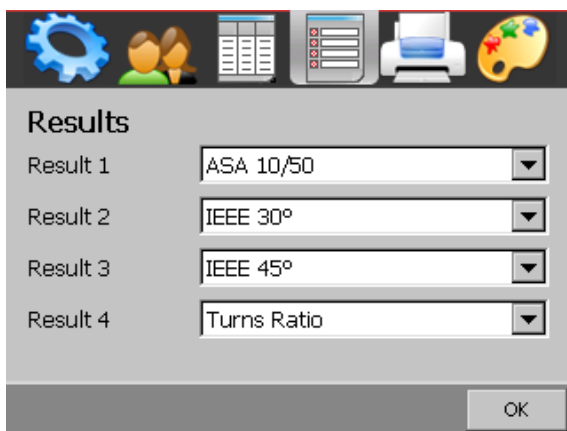 Results
Result 1 ASA 10/50
Result 2 IEEE 30º
Result 3 IEEE 45º
Result 4 Turns Ratio
OK